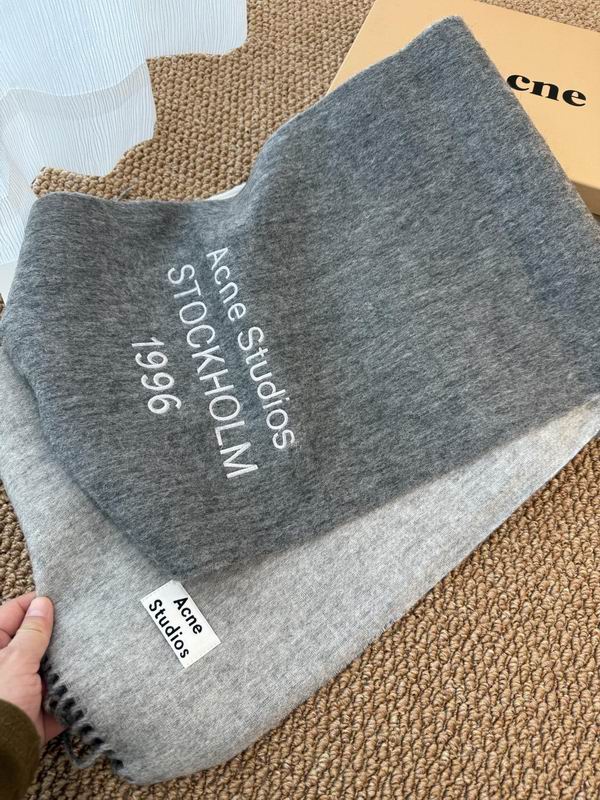 cne
Acne Studios
STOCKHOLM
1996
Acne
Studios